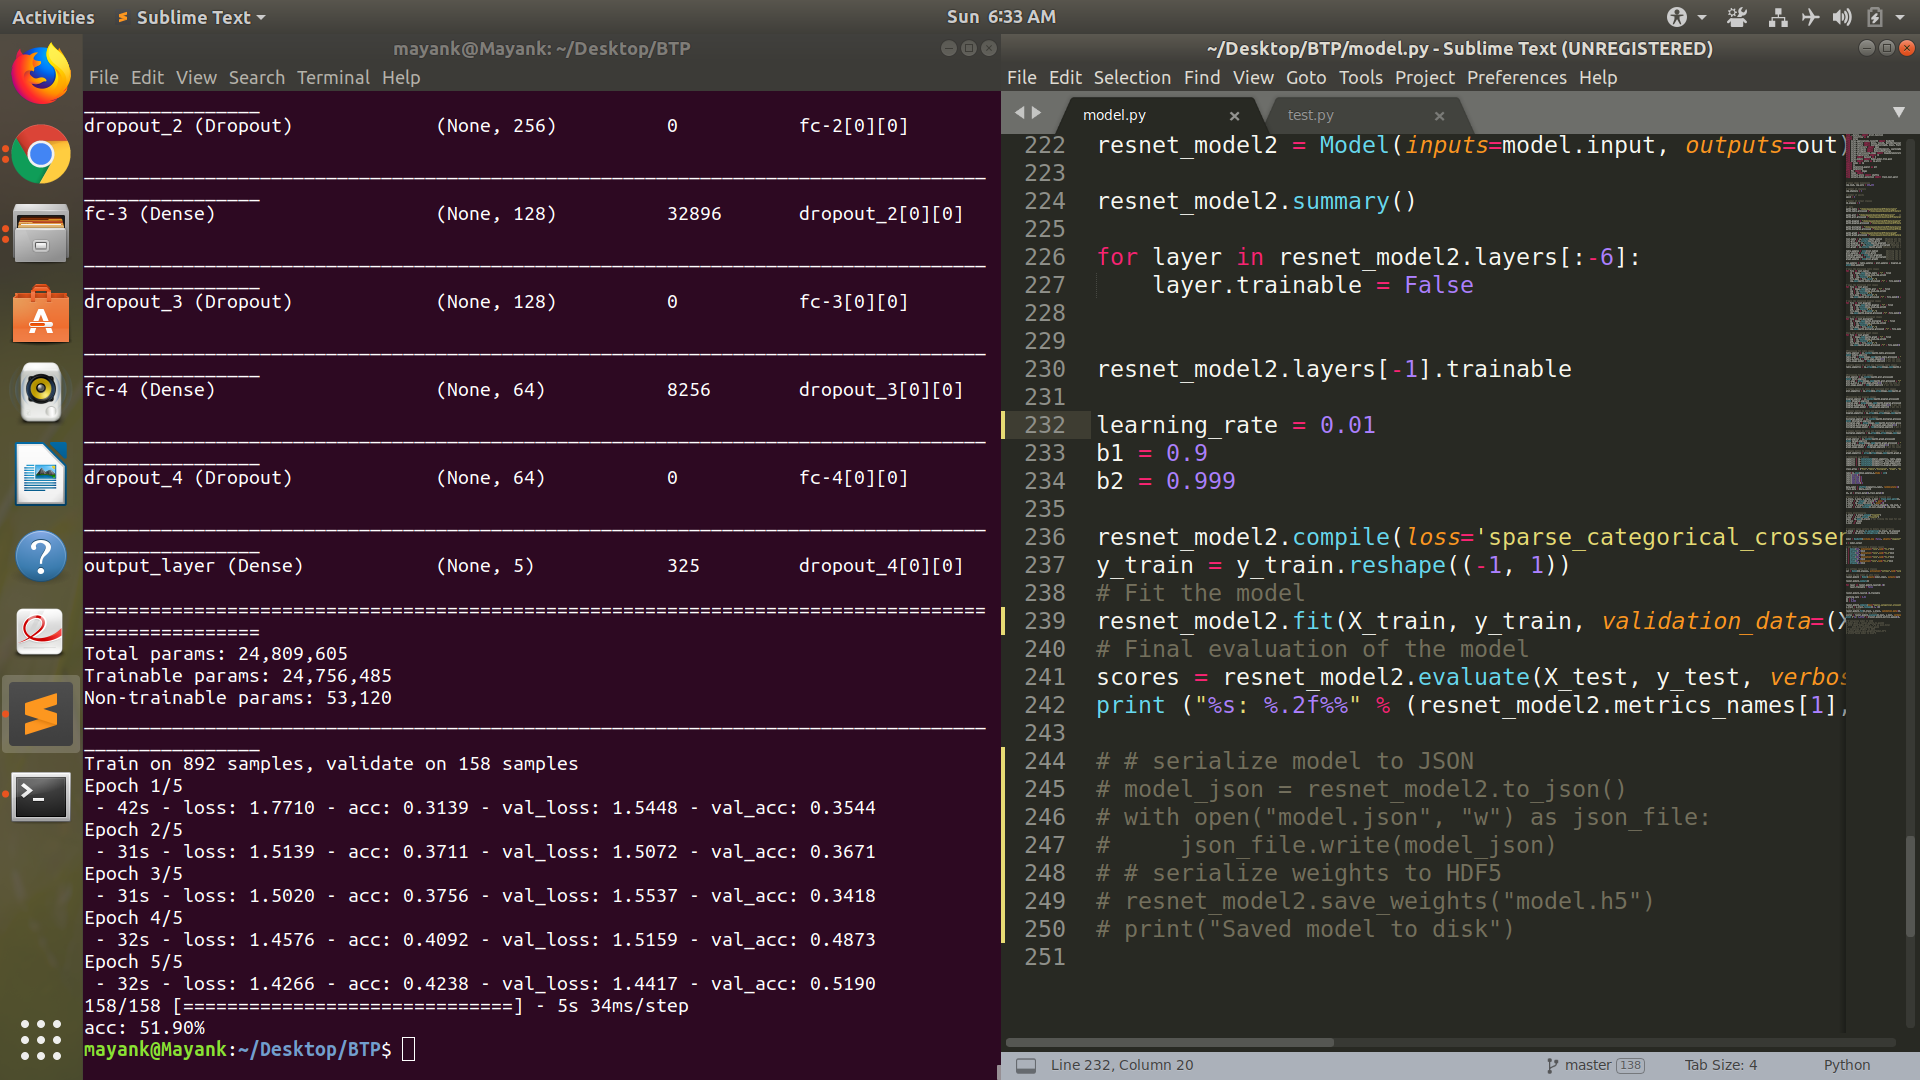 Activities Sublime Text Sun 6:33 AM
mayank@Mayank: ~/Desktop/BTP
File Edit View Search Terminal Help
dropout_2 (Dropout) (None, 256) 0 fc-2[0][0]
fc-3 (Dense) (None, 128) 32896 dropout_2[0][0]
dropout_3 (Dropout) (None, 128) 0 fc-3[0][0]
fc-4 (Dense) (None, 64) 8256 dropout_3[0][0]
dropout_4 (Dropout) (None, 64) 0 fc-4[0][0]
output_layer (Dense) (None, 5) 325 dropout_4[0][0]
==================================================================================
================
Total params: 24,809,605
Trainable params: 24,756,485
Non-trainable params: 53,120
Train on 892 samples, validate on 158 samples
Epoch 1/5
 - 42s - loss: 1.7710 - acc: 0.3139 - val_loss: 1.5448 - val_acc: 0.3544
Epoch 2/5
 - 31s - loss: 1.5139 - acc: 0.3711 - val_loss: 1.5072 - val_acc: 0.3671
Epoch 3/5
 - 31s - loss: 1.5020 - acc: 0.3756 - val_loss: 1.5537 - val_acc: 0.3418
Epoch 4/5
 - 32s - loss: 1.4576 - acc: 0.4092 - val_loss: 1.5159 - val_acc: 0.4873
Epoch 5/5
 - 32s - loss: 1.4266 - acc: 0.4238 - val_loss: 1.4417 - val_acc: 0.5190
158/158 [==============================] - 5s 34ms/step
acc: 51.90%
mayank@Mayank:~/Desktop/BTP$
~/Desktop/BTP/model.py - Sublime Text (UNREGISTERED)
File Edit Selection Find View Goto Tools Project Preferences Help
model.py test.py
222 resnet_model2 = Model(inputs=model.input, outputs=out)
223
224 resnet_model2.summary()
225
226 for layer in resnet_model2.layers[:-6]:
227     layer.trainable = False
228
229
230 resnet_model2.layers[-1].trainable
231
232 learning_rate = 0.01
233 b1 = 0.9
234 b2 = 0.999
235
236 resnet_model2.compile(loss='sparse_categorical_crosser
237 y_train = y_train.reshape((-1, 1))
238 # Fit the model
239 resnet_model2.fit(X_train, y_train, validation_data=(X
240 # Final evaluation of the model
241 scores = resnet_model2.evaluate(X_test, y_test, verbos
242 print ("%s: %.2f%%" % (resnet_model2.metrics_names[1],
243
244 # # serialize model to JSON
245 # model_json = resnet_model2.to_json()
246 # with open("model.json", "w") as json_file:
247 #     json_file.write(model_json)
248 # # serialize weights to HDF5
249 # resnet_model2.save_weights("model.h5")
250 # print("Saved model to disk")
251
Line 232, Column 20 master 138 Tab Size: 4 Python